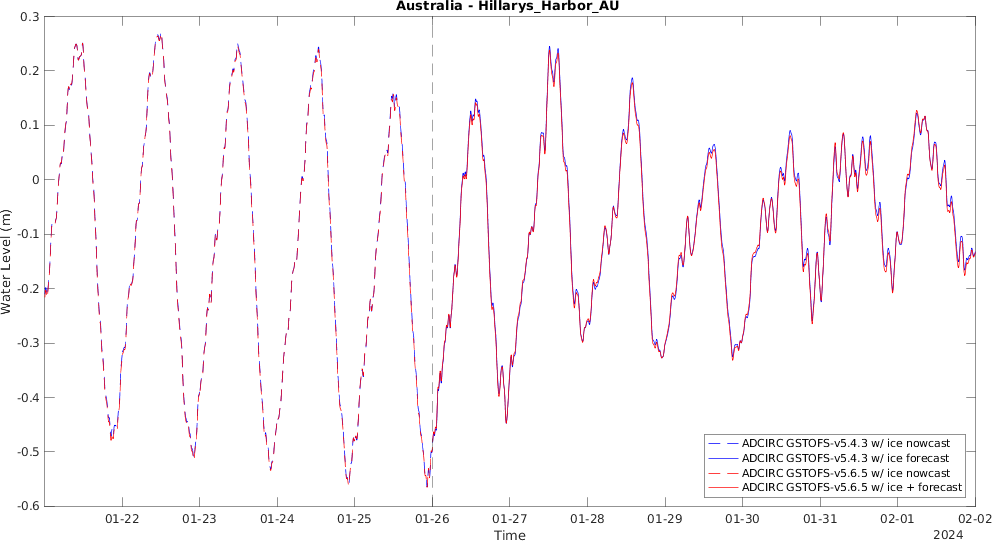 Australia - Hillarys_Harbor_AU
0.3
0.2
0.1
0
-0.1
-0.2
-0.3
-0.4
-0.5
-0.6
Water Level (m)
ADCIRC GSTOFS-v5.4.3 w/ ice nowcast
ADCIRC GSTOFS-v5.4.3 w/ ice forecast
ADCIRC GSTOFS-v5.6.5 w/ ice nowcast
ADCIRC GSTOFS-v5.6.5 w/ ice + forecast
01-22 01-23 01-24 01-25 01-26 01-27 01-28 01-29 01-30 01-31 02-01 02-02
Time
2024